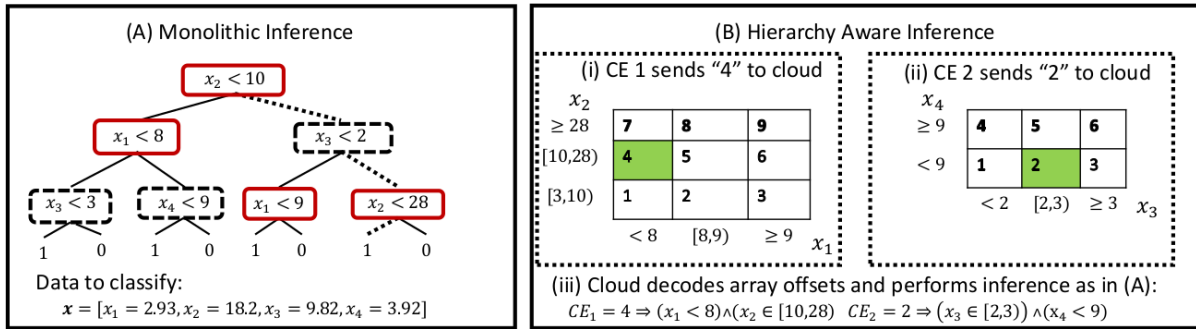 (A) Monolithic Inference
x₂ < 10
x₁ < 8
x₃ < 2
x₃ < 3
x₄ < 9
x₁ < 9
x₂ < 28
1 0 1 0 1 0 1 0
Data to classify:
𝒙 = [x₁ = 2.93, x₂ = 18.2, x₃ = 9.82, x₄ = 3.92]
(B) Hierarchy Aware Inference
(i) CE 1 sends “4” to cloud
x₂
≥ 28 7 8 9
[10,28) 4 5 6
[3,10) 1 2 3
< 8 [8,9) ≥ 9 x₁
(ii) CE 2 sends “2” to cloud
x₄
≥ 9 4 5 6
< 9 1 2 3
< 2 [2,3) ≥ 3 x₃
(iii) Cloud decodes array offsets and performs inference as in (A):
CE₁ = 4 ⇒ (x₁ < 8)∧(x₂ ∈ [10,28) CE₂ = 2 ⇒ (x₃ ∈ [2,3)) ∧(x₄ < 9)